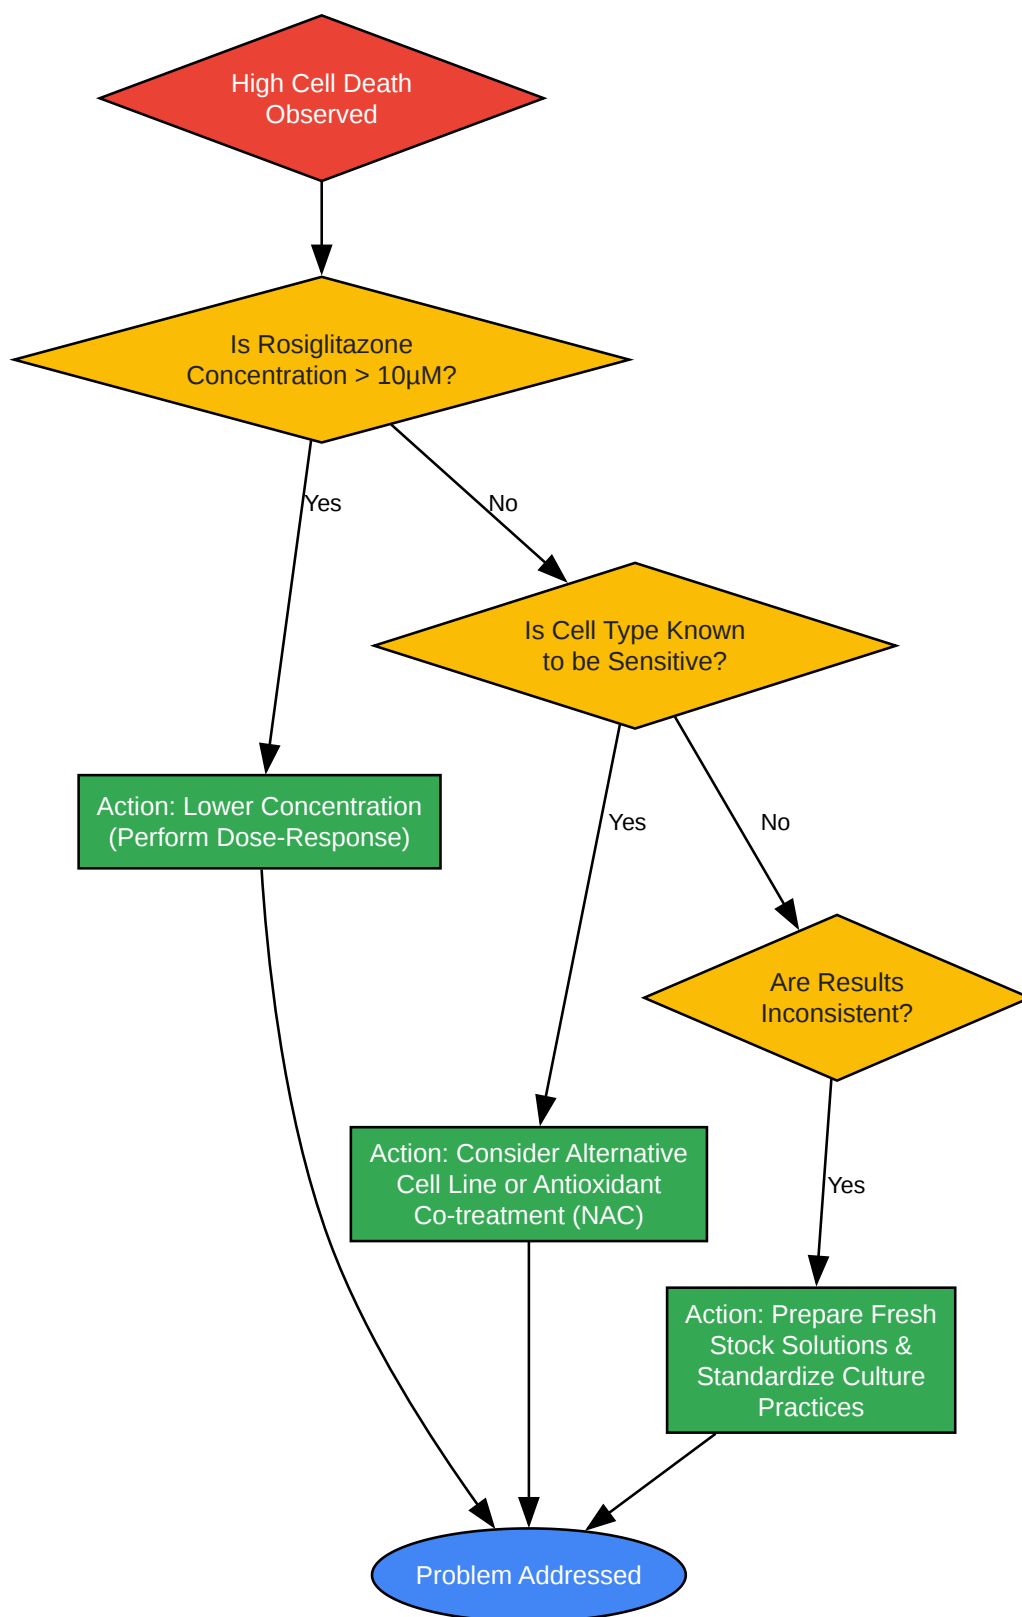 High Cell Death
Observed
Is Rosiglitazone
Concentration > 10µM?
Yes
No
Is Cell Type Known
to be Sensitive?
Action: Lower Concentration
(Perform Dose-Response)
Yes
No
Are Results
Inconsistent?
Action: Consider Alternative
Cell Line or Antioxidant
Co-treatment (NAC)
Yes
Action: Prepare Fresh
Stock Solutions &
Standardize Culture
Practices
Problem Addressed